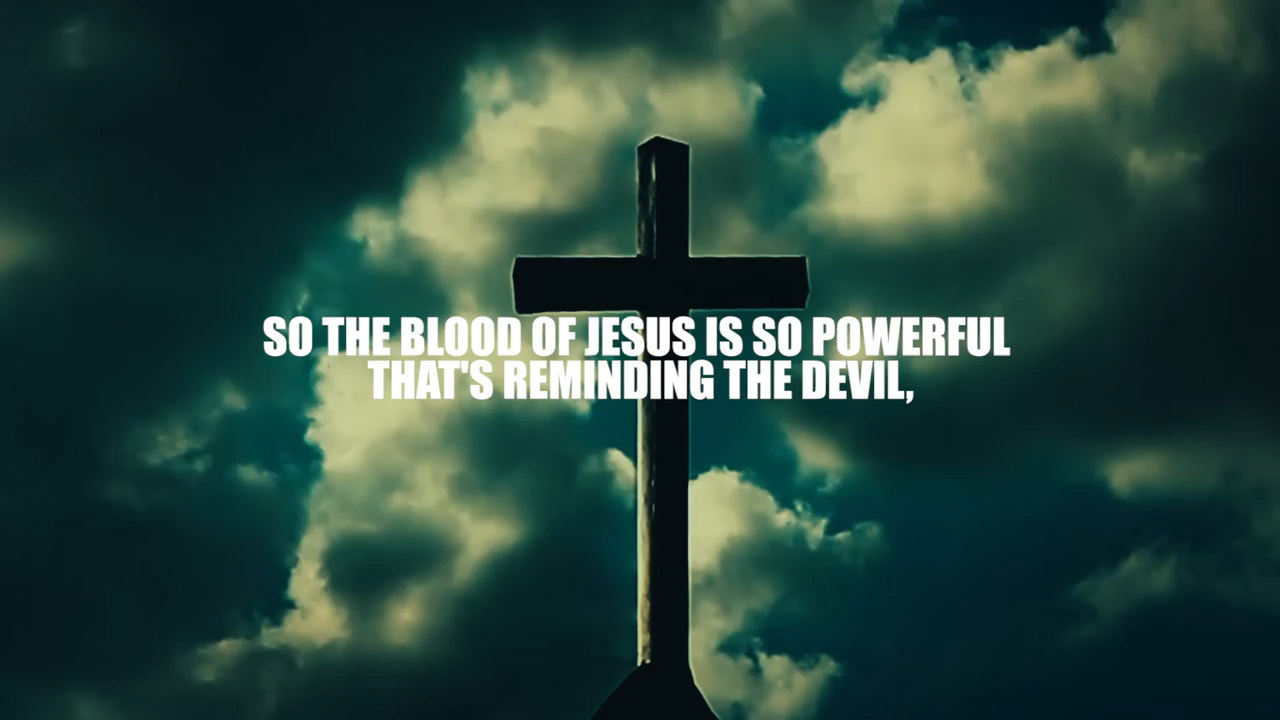 SO THE BLOOD OF JESUS IS SO POWERFUL
THAT'S REMINDING THE DEVIL,